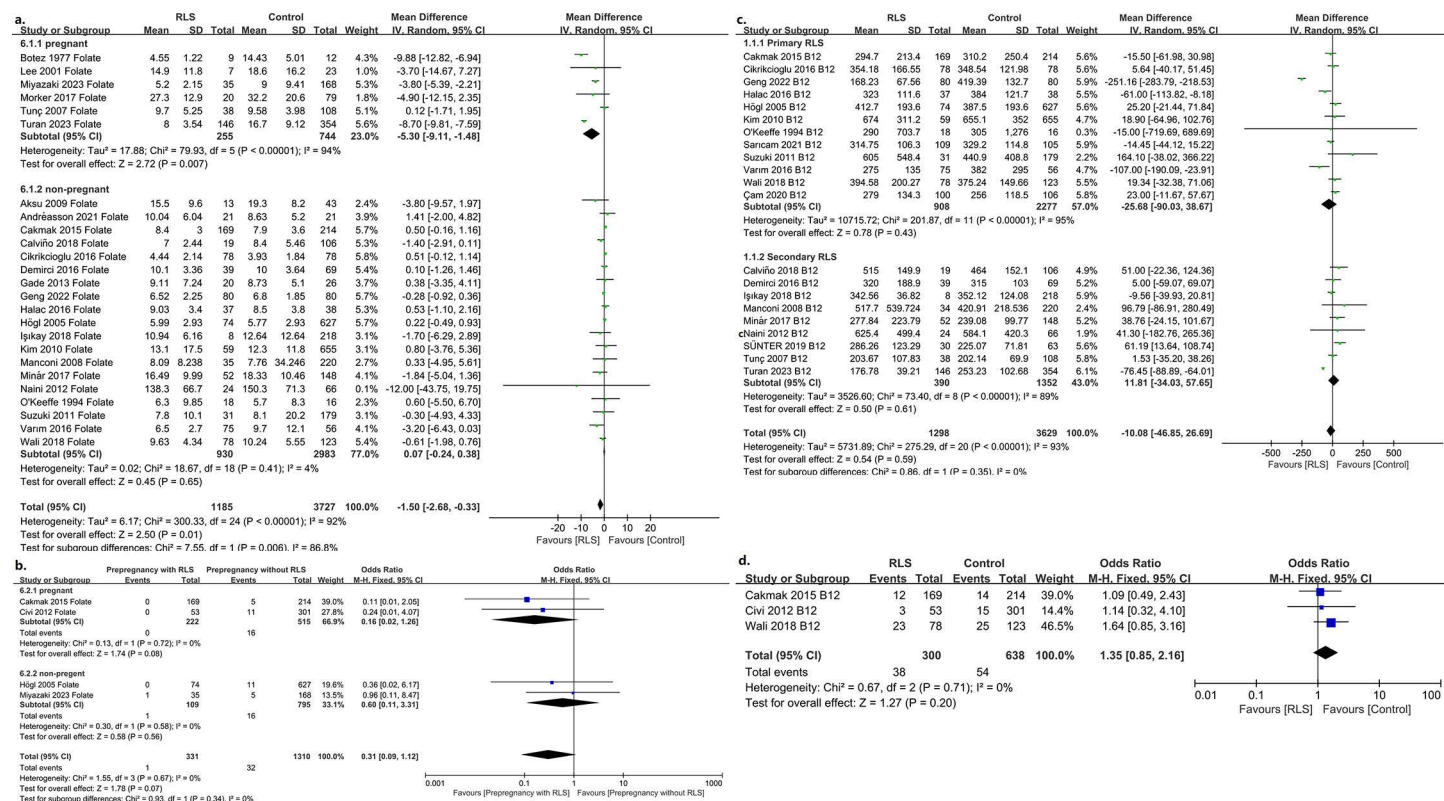 a.
RLS Control Mean Difference Mean Difference
Study or Subgroup Mean SD Total Mean SD Total Weight IV. Random. 95% CI IV. Random. 95% CI
6.1.1 pregnant
Botez 1977 Folate 4.55 1.22 9 14.43 5.01 12 4.3% -9.88 [-12.82, -6.94]
Lee 2001 Folate 14.9 11.8 7 18.6 16.2 23 0.7% -3.70 [-14.67, 7.27]
Miyazaki 2023 Folate 5.2 2.15 35 9 9.41 168 5.8% -3.80 [-5.39, -2.21]
Morker 2017 Folate 27.3 12.9 20 32.2 20.6 79 1.5% -4.90 [-12.15, 2.35]
Tunç 2007 Folate 9.7 5.25 38 9.58 3.98 108 5.5% 0.12 [-1.71, 1.95]
Turan 2023 Folate 8 3.54 146 16.7 9.12 354 6.2% -8.70 [-9.81, -7.59]
Subtotal (95% CI) 255 744 23.0% -5.30 [-9.11, -1.48]
Heterogeneity: Tau² = 17.88; Chi² = 79.93, df = 5 (P < 0.00001); I² = 94%
Test for overall effect: Z = 2.72 (P = 0.007)
6.1.2 non-pregnant
Aksu 2009 Folate 15.5 9.6 13 19.3 8.2 43 2.0% -3.80 [-9.57, 1.97]
Andréasson 2021 Folate 10.04 6.04 21 8.63 5.2 21 3.8% 1.41 [-2.00, 4.82]
Cakmak 2015 Folate 8.4 3 169 7.9 3.6 214 6.5% 0.50 [-0.16, 1.16]
Calviño 2018 Folate 7 2.44 19 8.4 5.46 106 5.9% -1.40 [-2.91, 0.11]
Cikrikcioglu 2016 Folate 4.44 2.14 78 3.93 1.84 78 6.5% 0.51 [-0.12, 1.14]
Demirci 2016 Folate 10.1 3.36 39 10 3.64 69 6.0% 0.10 [-1.26, 1.46]
Gade 2013 Folate 9.11 7.24 20 8.73 5.1 26 3.5% 0.38 [-3.35, 4.11]
Geng 2022 Folate 6.52 2.25 80 6.8 1.85 80 6.5% -0.28 [-0.92, 0.36]
Halac 2016 Folate 9.03 3.4 37 8.5 3.8 38 5.7% 0.53 [-1.10, 2.16]
Högl 2005 Folate 5.99 2.93 74 5.77 2.93 627 6.5% 0.22 [-0.49, 0.93]
Işıkay 2018 Folate 10.94 6.16 8 12.64 12.64 218 2.9% -1.70 [-6.29, 2.89]
Kim 2010 Folate 13.1 17.5 59 12.3 11.8 655 2.9% 0.80 [-3.76, 5.36]
Manconi 2008 Folate 8.09 8.238 35 7.76 34.246 220 2.4% 0.33 [-4.95, 5.61]
Minár 2017 Folate 16.49 9.99 52 18.33 10.46 148 4.0% -1.84 [-5.04, 1.36]
Naini 2012 Folate 138.3 66.7 24 150.3 71.3 66 0.1% -12.00 [-43.75, 19.75]
O'Keeffe 1994 Folate 6.3 9.85 18 5.7 8.3 16 1.8% 0.60 [-5.50, 6.70]
Suzuki 2011 Folate 7.8 10.1 31 8.1 20.2 179 2.9% -0.30 [-4.93, 4.33]
Varım 2016 Folate 6.5 2.7 75 9.7 12.1 56 4.0% -3.20 [-6.43, 0.03]
Wali 2018 Folate 9.63 4.34 78 10.24 5.55 123 6.0% -0.61 [-1.98, 0.76]
Subtotal (95% CI) 930 2983 77.0% 0.07 [-0.24, 0.38]
Heterogeneity: Tau² = 0.02; Chi² = 18.67, df = 18 (P = 0.41); I² = 4%
Test for overall effect: Z = 0.45 (P = 0.65)
Total (95% CI) 1185 3727 100.0% -1.50 [-2.68, -0.33]
Heterogeneity: Tau² = 6.17; Chi² = 300.33, df = 24 (P < 0.00001); I² = 92%
Test for overall effect: Z = 2.50 (P = 0.01)
Test for subgroup differences: Chi² = 7.55, df = 1 (P = 0.006), I² = 86.8%
-20 -10 0 10 20
Favours [RLS] Favours [Control]
b.
Prepregnancy with RLS Prepregnancy without RLS Odds Ratio Odds Ratio
Study or Subgroup Events Total Events Total Weight M-H. Fixed. 95% CI M-H. Fixed. 95% CI
6.2.1 pregnant
Cakmak 2015 Folate 0 169 5 214 39.0% 0.11 [0.01, 2.05]
Civi 2012 Folate 0 53 11 301 27.8% 0.24 [0.01, 4.07]
Subtotal (95% CI) 222 515 66.9% 0.16 [0.02, 1.26]
Total events 0 16
Heterogeneity: Chi² = 0.13, df = 1 (P = 0.72); I² = 0%
Test for overall effect: Z = 1.74 (P = 0.08)
6.2.2 non-pregent
Högl 2005 Folate 0 74 11 627 19.6% 0.36 [0.02, 6.17]
Miyazaki 2023 Folate 1 35 5 168 13.5% 0.96 [0.11, 8.47]
Subtotal (95% CI) 109 795 33.1% 0.60 [0.11, 3.31]
Total events 1 16
Heterogeneity: Chi² = 0.30, df = 1 (P = 0.58); I² = 0%
Test for overall effect: Z = 0.58 (P = 0.56)
Total (95% CI) 331 1310 100.0% 0.31 [0.09, 1.12]
Total events 1 32
Heterogeneity: Chi² = 1.55, df = 3 (P = 0.67); I² = 0%
Test for overall effect: Z = 1.78 (P = 0.07)
Test for subgroup differences: Chi² = 0.93, df = 1 (P = 0.34), I² = 0%
0.001 0.1 1 10 1000
Favours [Prepregnancy with RLS] Favours [Prepregnancy without RLS]
c.
RLS Control Mean Difference Mean Difference
Study or Subgroup Mean SD Total Mean SD Total Weight IV. Random, 95% CI IV. Random. 95% CI
1.1.1 Primary RLS
Cakmak 2015 B12 294.7 213.4 169 310.2 250.4 214 5.6% -15.50 [-61.98, 30.98]
Cikrikcioglu 2016 B12 354.18 166.55 78 348.54 121.98 78 5.6% 5.64 [-40.17, 51.45]
Geng 2022 B12 168.23 67.56 80 419.39 132.7 80 5.8% -251.16 [-283.79, -218.53]
Halac 2016 B12 323 111.6 37 384 121.7 38 5.4% -61.00 [-113.82, -8.18]
Högl 2005 B12 412.7 193.6 74 387.5 193.6 627 5.6% 25.20 [-21.44, 71.84]
Kim 2010 B12 674 311.2 59 655.1 352 655 4.8% 18.90 [-64.96, 102.76]
O'Keeffe 1994 B12 290 703.7 18 305 1,276 16 0.3% -15.00 [-719.69, 689.69]
Sarıcam 2021 B12 314.75 106.3 109 329.2 114.8 105 5.8% -14.45 [-44.12, 15.22]
Suzuki 2011 B12 605 548.4 31 440.9 408.8 179 2.2% 164.10 [-38.02, 366.22]
Varım 2016 B12 275 135 75 382 295 56 4.8% -107.00 [-190.09, -23.91]
Wali 2018 B12 394.58 200.27 78 375.24 149.66 123 5.5% 19.34 [-32.38, 71.06]
Çam 2020 B12 279 134.3 100 256 118.5 106 5.8% 23.00 [-11.67, 57.67]
Subtotal (95% CI) 908 2277 57.0% -25.68 [-90.03, 38.67]
Heterogeneity: Tau² = 10715.72; Chi² = 201.87, df = 11 (P < 0.00001); I² = 95%
Test for overall effect: Z = 0.78 (P = 0.43)
1.1.2 Secondary RLS
Calviño 2018 B12 515 149.9 19 464 152.1 106 5.0% 51.00 [-22.36, 124.36]
Demirci 2016 B12 320 188.9 39 315 103 69 5.2% 5.00 [-59.07, 69.07]
Işıkay 2018 B12 342.56 36.82 8 352.12 124.08 218 5.8% -9.56 [-39.93, 20.81]
Manconi 2008 B12 517.7 539.724 34 420.91 218.536 220 2.5% 96.79 [-86.91, 280.49]
Minár 2017 B12 277.84 223.79 52 239.08 99.77 148 5.2% 38.76 [-24.15, 101.67]
cNaini 2012 B12 625.4 499.4 24 584.1 420.3 66 2.0% 41.30 [-182.76, 265.36]
SÜNTER 2019 B12 286.26 123.29 30 225.07 71.81 63 5.5% 61.19 [13.64, 108.74]
Tunç 2007 B12 203.67 107.83 38 202.14 69.9 108 5.7% 1.53 [-35.20, 38.26]
Turan 2023 B12 176.78 39.21 146 253.23 102.68 354 6.0% -76.45 [-88.89, -64.01]
Subtotal (95% CI) 390 1352 43.0% 11.81 [-34.03, 57.65]
Heterogeneity: Tau² = 3526.60; Chi² = 73.40, df = 8 (P < 0.00001); I² = 89%
Test for overall effect: Z = 0.50 (P = 0.61)
Total (95% CI) 1298 3629 100.0% -10.08 [-46.85, 26.69]
Heterogeneity: Tau² = 5731.89; Chi² = 275.29, df = 20 (P < 0.00001); I² = 93%
Test for overall effect: Z = 0.54 (P = 0.59)
Test for subgroup differences: Chi² = 0.86, df = 1 (P = 0.35), I² = 0%
-500 -250 0 250 500
Favours [RLS] Favours [Control]
d.
RLS Control Odds Ratio Odds Ratio
Study or Subgroup Events Total Events Total Weight M-H. Fixed. 95% CI M-H. Fixed. 95% CI
Cakmak 2015 B12 12 169 14 214 39.0% 1.09 [0.49, 2.43]
Civi 2012 B12 3 53 15 301 14.4% 1.14 [0.32, 4.10]
Wali 2018 B12 23 78 25 123 46.5% 1.64 [0.85, 3.16]
Total (95% CI) 300 638 100.0% 1.35 [0.85, 2.16]
Total events 38 54
Heterogeneity: Chi² = 0.67, df = 2 (P = 0.71); I² = 0%
Test for overall effect: Z = 1.27 (P = 0.20)
0.01 0.1 1 10 100
Favours [RLS] Favours [Control]